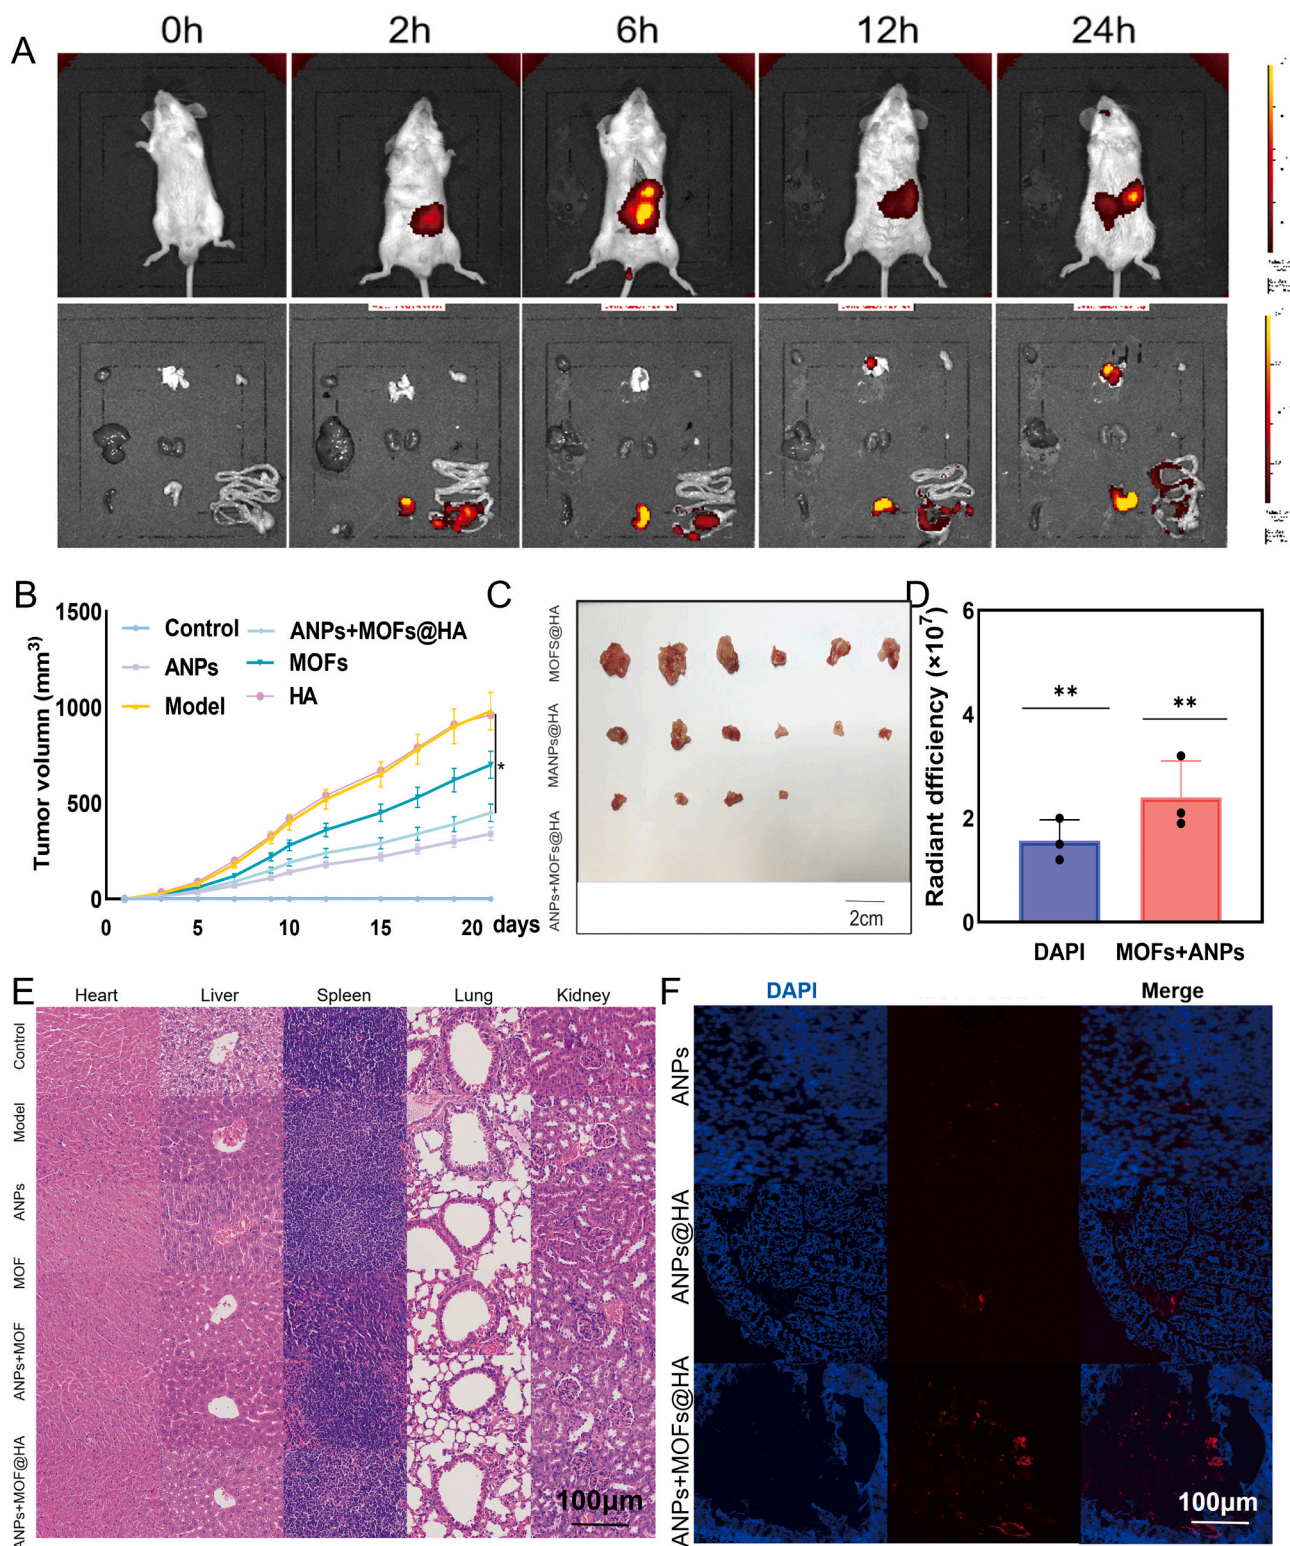 0h 2h 6h 12h 24h
A
B
1500
1000
500
0
Tumor volumn (mm³)
Control
ANPs
Model
ANPs+MOFs@HA
MOFs
HA
*
0 5 10 15 20 days
C
MOFS@HA
MANPs@HA
ANPs+MOFs@HA
2cm
D
Radiant dfficiency (×10⁷)
6
4
2
0
** **
DAPI MOFs+ANPs
E
Heart Liver Spleen Lung Kidney
Control
Model
ANPs
MOF
ANPs+MOF
ANPs+MOF@HA
100μm
F
DAPI Merge
@HA
ANPs
ANPs@HA
ANPs+MOFs@HA
100μm